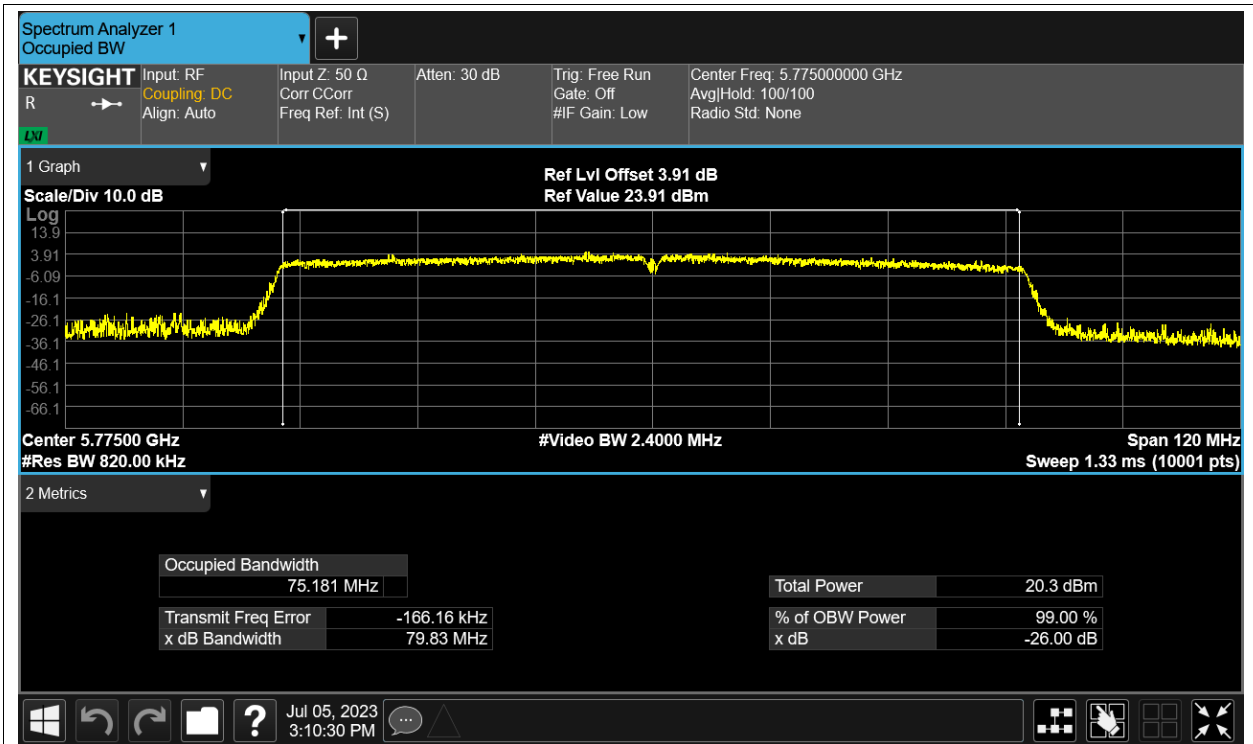 Spectrum Analyzer 1
Occupied BW
KEYSIGHT
R
LXI
Input: RF
Coupling: DC
Align: Auto
Input Z: 50 Ω
Corr CCorr
Freq Ref: Int (S)
Atten: 30 dB
Trig: Free Run
Gate: Off
#IF Gain: Low
Center Freq: 5.775000000 GHz
Avg|Hold: 100/100
Radio Std: None
1 Graph
Scale/Div 10.0 dB
Ref Lvl Offset 3.91 dB
Ref Value 23.91 dBm
Log
13.9
3.91
-6.09
-16.1
-26.1
-36.1
-46.1
-56.1
-66.1
Center 5.77500 GHz
#Video BW 2.4000 MHz
Span 120 MHz
#Res BW 820.00 kHz
Sweep 1.33 ms (10001 pts)
2 Metrics
Occupied Bandwidth
75.181 MHz
Total Power 20.3 dBm
Transmit Freq Error -166.16 kHz
% of OBW Power 99.00 %
x dB Bandwidth 79.83 MHz
x dB -26.00 dB
?
Jul 05, 2023
3:10:30 PM